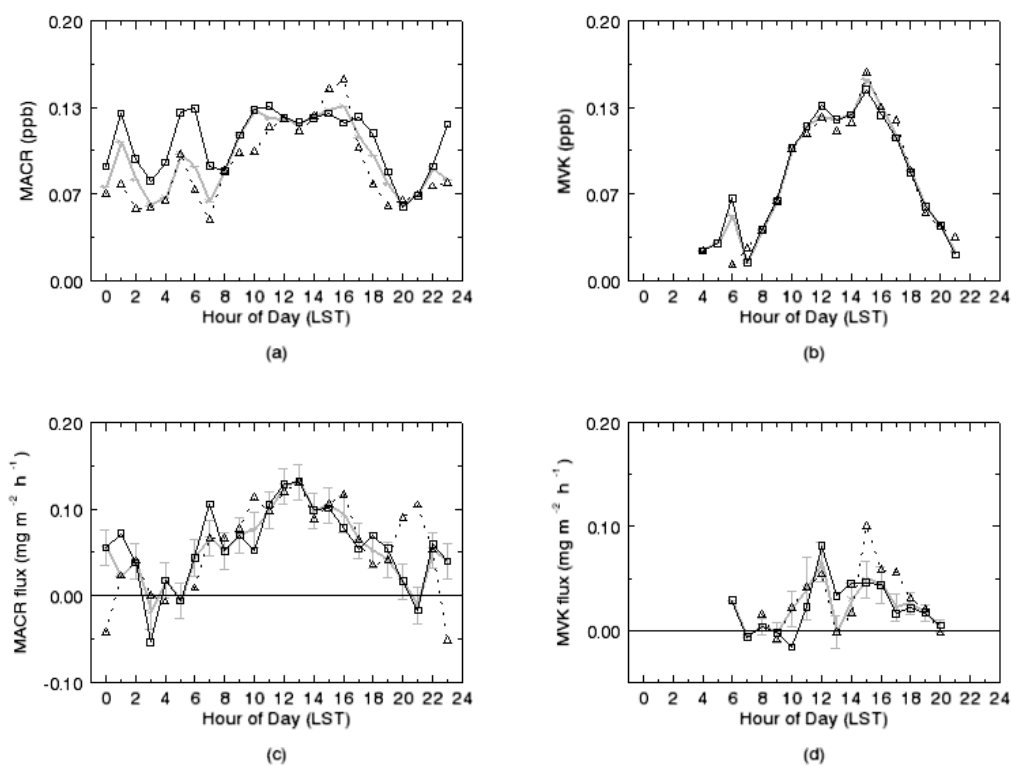 0.20
0.13
0.07
0.00
MACR (ppb)
0 2 4 6 8 10 12 14 16 18 20 22 24
Hour of Day (LST)
(a)
0.20
0.13
0.07
0.00
MVK (ppb)
0 2 4 6 8 10 12 14 16 18 20 22 24
Hour of Day (LST)
(b)
0.20
0.10
0.00
-0.10
MACR flux (mg m -2 h -1)
0 2 4 6 8 10 12 14 16 18 20 22 24
Hour of Day (LST)
(c)
0.20
0.10
0.00
MVK flux (mg m -2 h -1)
0 2 4 6 8 10 12 14 16 18 20 22 24
Hour of Day (LST)
(d)